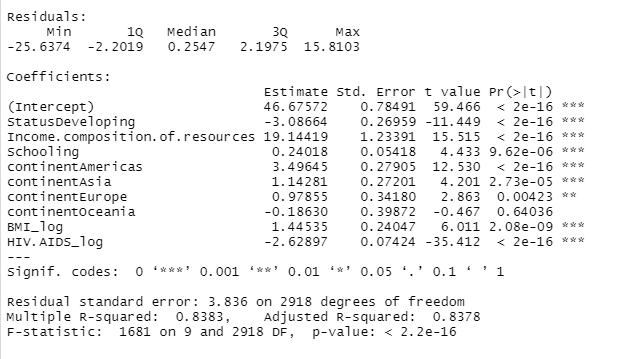 Residuals:
Min 1Q Median 3Q Max
-25.6374 -2.2019 0.2547 2.1975 15.8103
Coefficients:
Estimate Std. Error t value Pr(>|t|)
(Intercept) 46.67572 0.78491 59.466 < 2e-16 ***
StatusDeveloping -3.08664 0.26959 -11.449 < 2e-16 ***
Income.composition.of.resources 19.14419 1.23391 15.515 < 2e-16 ***
Schooling 0.24018 0.05418 4.433 9.62e-06 ***
continentAmericas 3.49645 0.27905 12.530 < 2e-16 ***
continentAsia 1.14281 0.27201 4.201 2.73e-05 ***
continentEurope 0.97855 0.34180 2.863 0.00423 **
continentOceania -0.18630 0.39872 -0.467 0.64036
BMI_log 1.44535 0.24047 6.011 2.08e-09 ***
HIV.AIDS_log -2.62897 0.07424 -35.412 < 2e-16 ***
---
Signif. codes: 0 ‘***’ 0.001 ‘**’ 0.01 ‘*’ 0.05 ‘.’ 0.1 ‘ ’ 1
Residual standard error: 3.836 on 2918 degrees of freedom
Multiple R-squared: 0.8383, Adjusted R-squared: 0.8378
F-statistic: 1681 on 9 and 2918 DF, p-value: < 2.2e-16